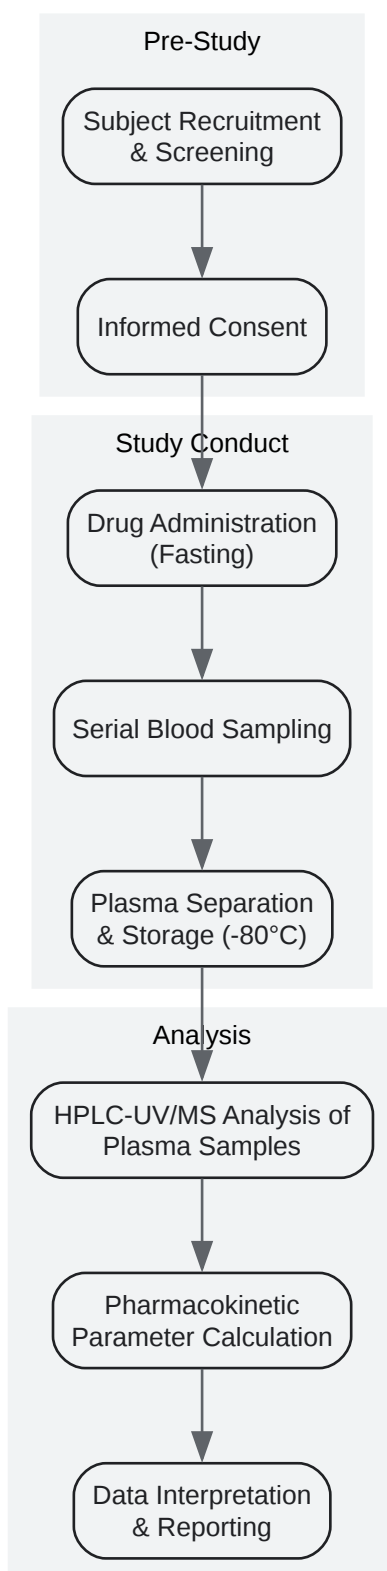 Pre-Study
Subject Recruitment
& Screening
Informed Consent
Study Conduct
Drug Administration
(Fasting)
Serial Blood Sampling
Plasma Separation
& Storage (-80°C)
Analysis
HPLC-UV/MS Analysis of
Plasma Samples
Pharmacokinetic
Parameter Calculation
Data Interpretation
& Reporting